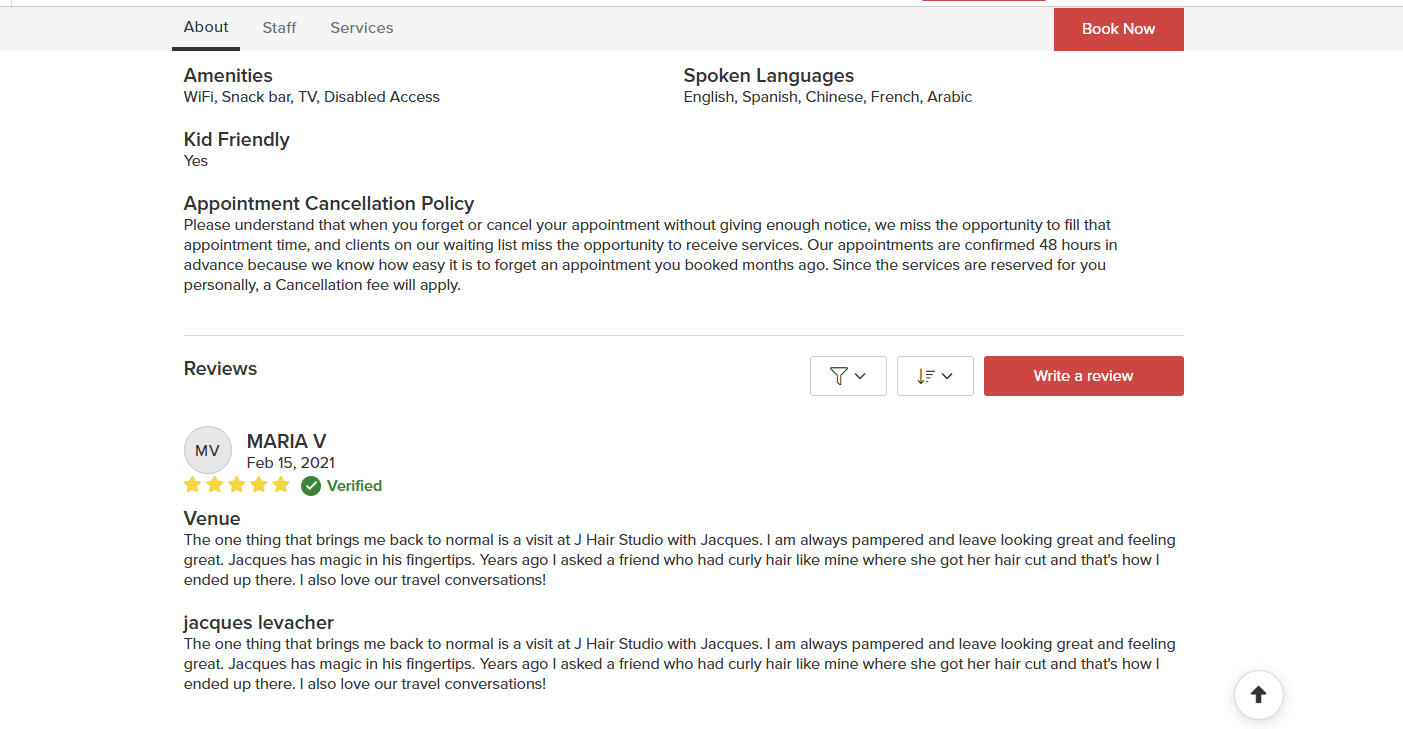 About
Staff
Services
Book Now
Amenities
WiFi, Snack bar, TV, Disabled Access
Spoken Languages
English, Spanish, Chinese, French, Arabic
Kid Friendly
Yes
Appointment Cancellation Policy
Please understand that when you forget or cancel your appointment without giving enough notice, we miss the opportunity to fill that
appointment time, and clients on our waiting list miss the opportunity to receive services. Our appointments are confirmed 48 hours in
advance because we know how easy it is to forget an appointment you booked months ago. Since the services are reserved for you
personally, a Cancellation fee will apply.
Reviews
Write a review
MV
MARIA V
Feb 15, 2021
Verified
Venue
The one thing that brings me back to normal is a visit at J Hair Studio with Jacques. I am always pampered and leave looking great and feeling
great. Jacques has magic in his fingertips. Years ago I asked a friend who had curly hair like mine where she got her hair cut and that's how I
ended up there. I also love our travel conversations!
jacques levacher
The one thing that brings me back to normal is a visit at J Hair Studio with Jacques. I am always pampered and leave looking great and feeling
great. Jacques has magic in his fingertips. Years ago I asked a friend who had curly hair like mine where she got her hair cut and that's how I
ended up there. I also love our travel conversations!